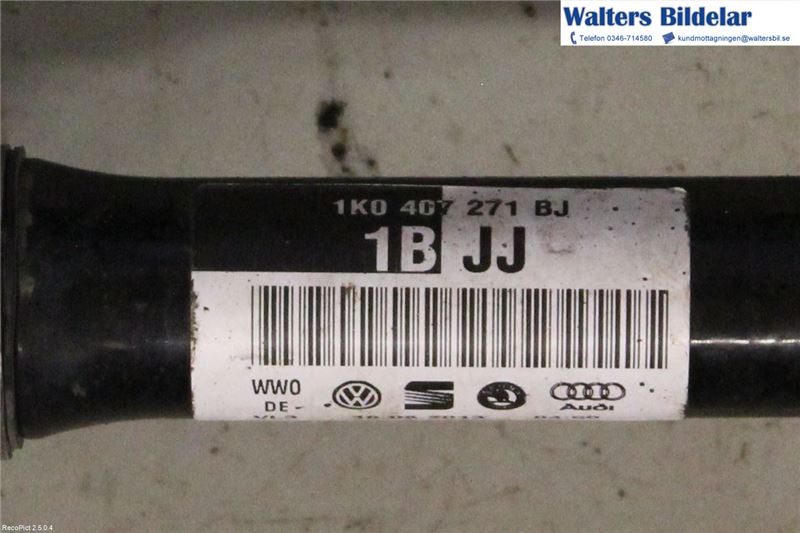 Walters Bildelar
Telefon 0346-714580 kundmottagningen@waltersbil.se
1K0 407 271 BJ
1B JJ
WWO
DE-
Audi
RecoPict 2.5.0.4